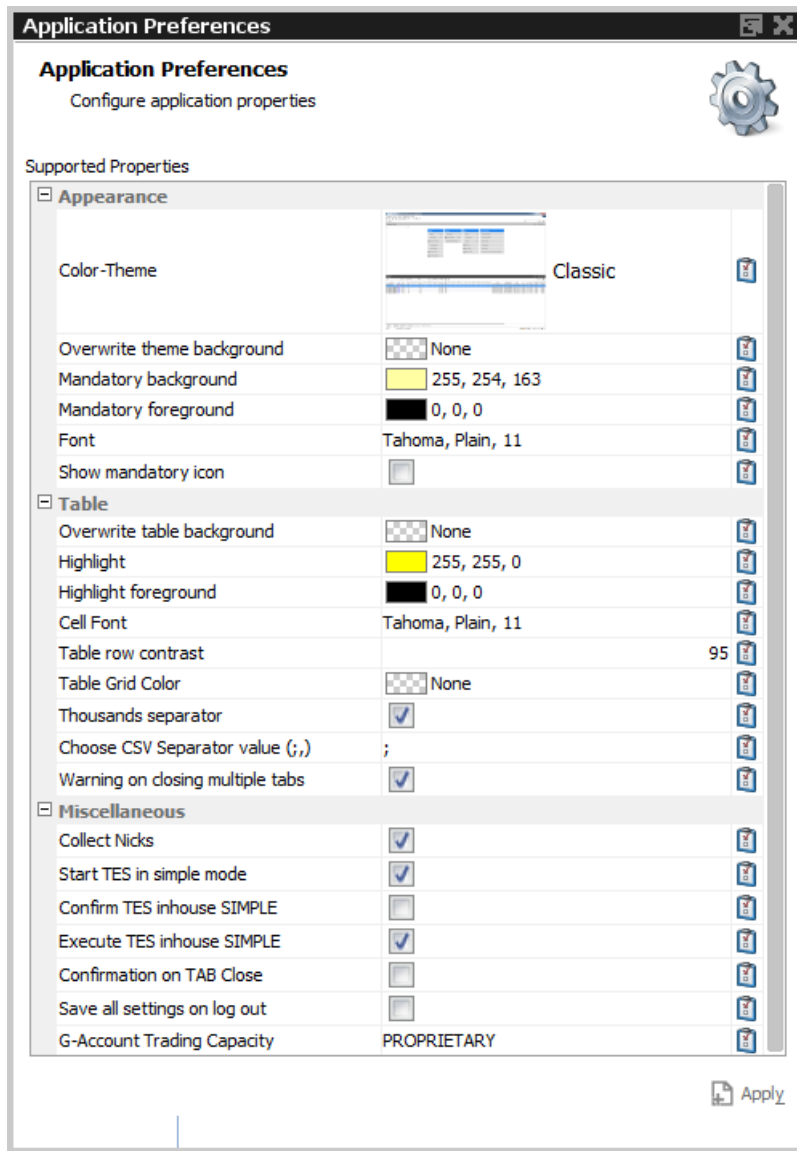 Application Preferences
Application Preferences
Configure application properties
Supported Properties
Appearance
Color-Theme Classic
Overwrite theme background None
Mandatory background 255, 254, 163
Mandatory foreground 0, 0, 0
Font Tahoma, Plain, 11
Show mandatory icon
Table
Overwrite table background None
Highlight 255, 255, 0
Highlight foreground 0, 0, 0
Cell Font Tahoma, Plain, 11
Table row contrast 95
Table Grid Color None
Thousands separator
Choose CSV Separator value (;,) ;
Warning on closing multiple tabs
Miscellaneous
Collect Nicks
Start TES in simple mode
Confirm TES inhouse SIMPLE
Execute TES inhouse SIMPLE
Confirmation on TAB Close
Save all settings on log out
G-Account Trading Capacity PROPRIETARY
Apply